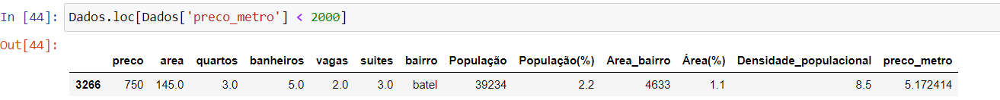 In [44]: Dados.loc[Dados['preco_metro'] < 2000]
Out[44]:
preco area quartos banheiros vagas suites bairro População População(%) Area_bairro Área(%) Densidade_populacional preco_metro
3266 750 145.0 3.0 5.0 2.0 3.0 batel 39234 2.2 4633 1.1 8.5 5.172414